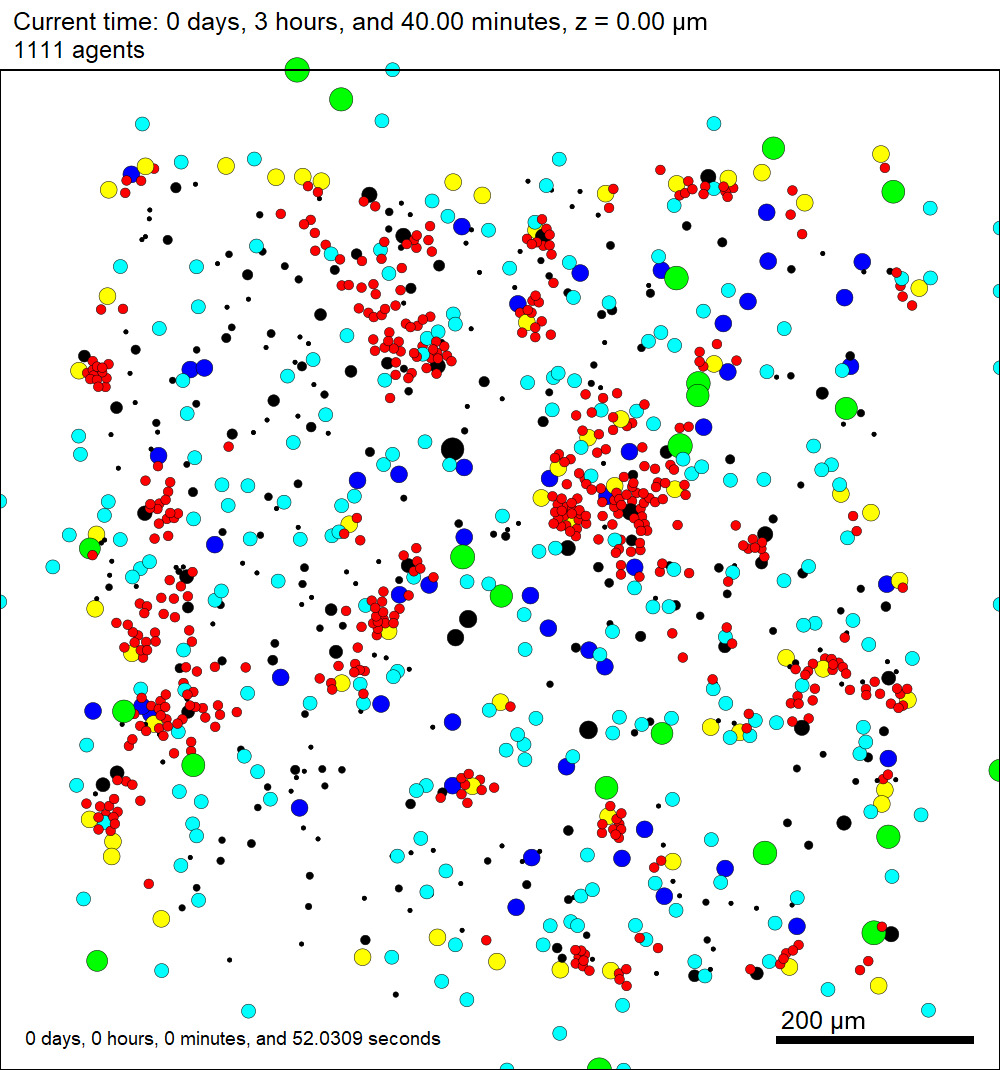 Current time: 0 days, 3 hours, and 40.00 minutes, z = 0.00 μm
1111 agents
200 μm
0 days, 0 hours, 0 minutes, and 52.0309 seconds